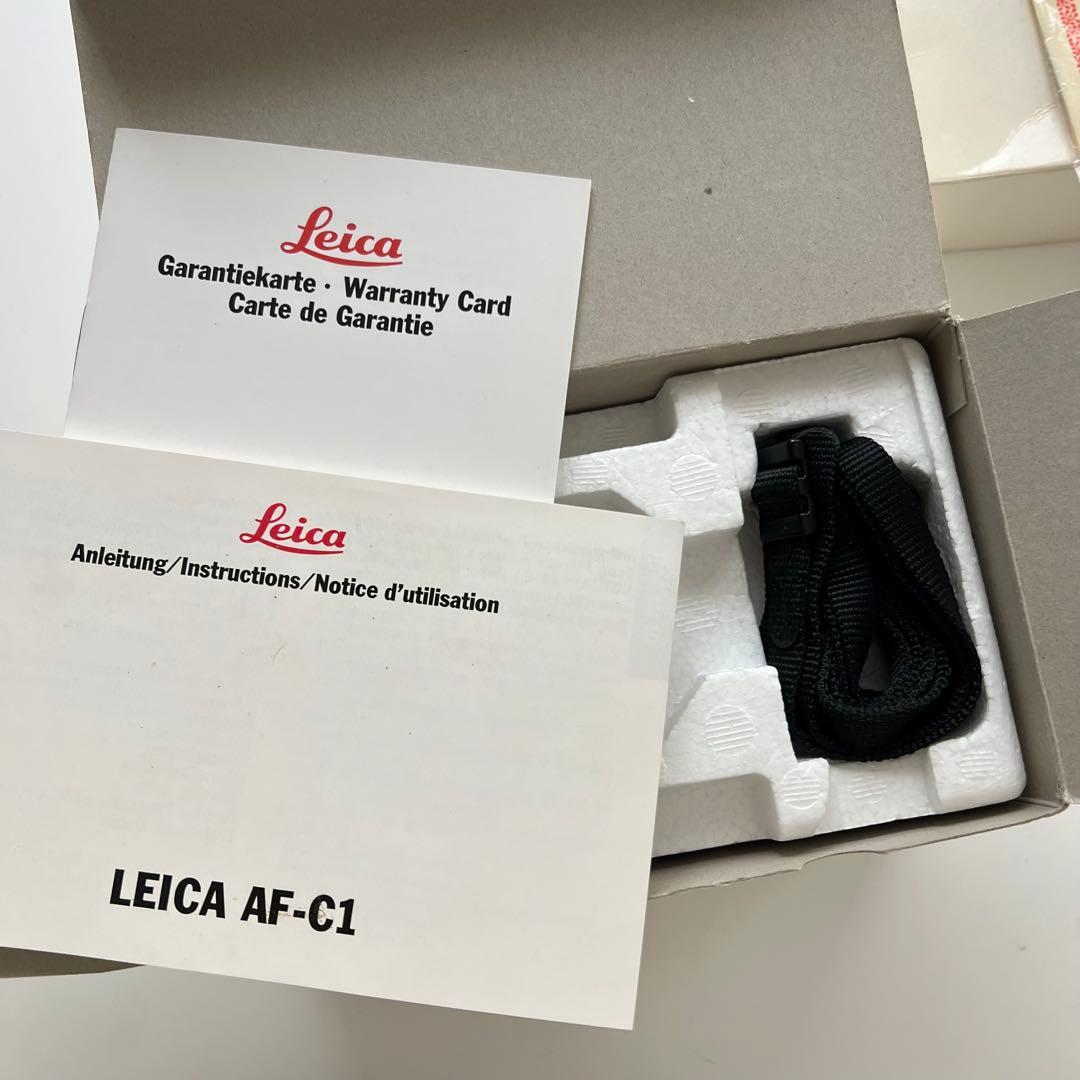 Leica
Garantiekarte · Warranty Card
Carte de Garantie
Leica
Anleitung/Instructions/Notice d'utilisation
LEICA AF-C1